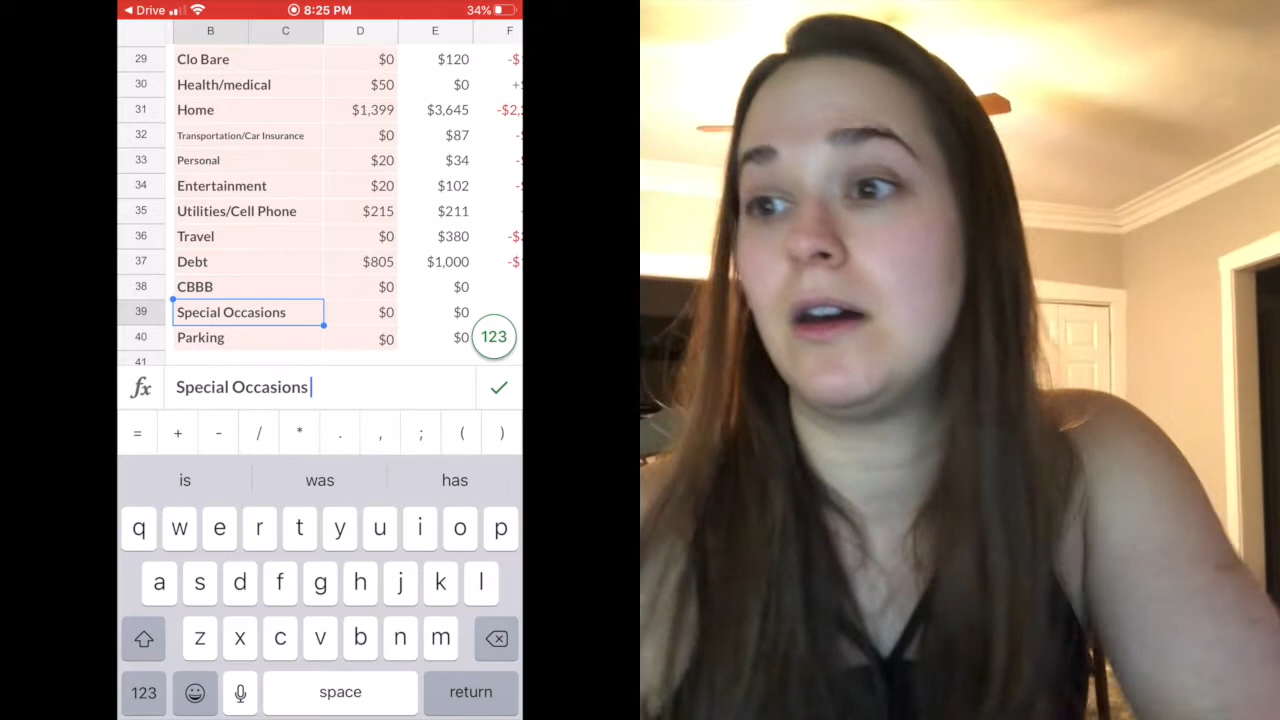 Drive 8:25 PM 34%
B C D E F
29 Clo Bare $0 $120 -$
30 Health/medical $50 $0
31 Home $1,399 $3,645 -$2,
32 Transportation/Car Insurance $0 $87
33 Personal $20 $34
34 Entertainment $20 $102
35 Utilities/Cell Phone $215 $211
36 Travel $0 $380 -$
37 Debt $805 $1,000 -$
38 CBBB $0 $0
39 Special Occasions $0 $0
40 Parking $0 $0 123
41
fx Special Occasions
= + - / * . , ; ( )
is was has
q w e r t y u i o p
a s d f g h j k l
z x c v b n m
123 space return